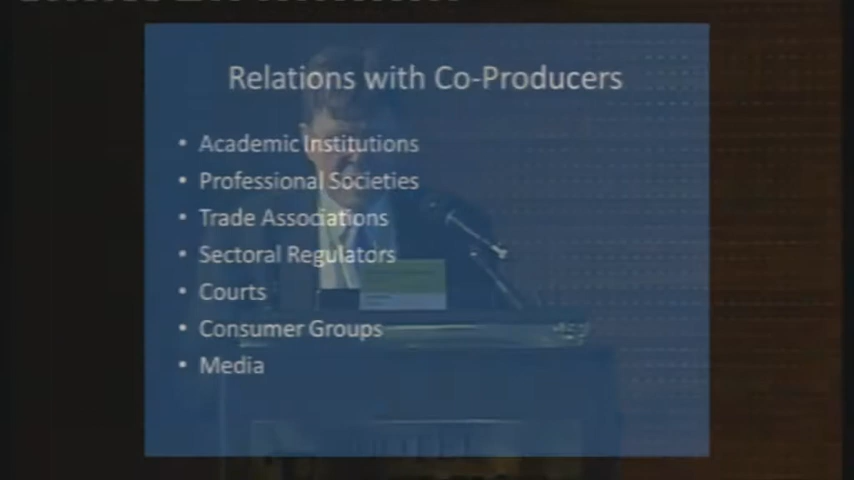 Relations with Co-Producers
• Academic Institutions
• Professional Societies
• Trade Associations
• Sectoral Regulators
• Courts
• Consumer Groups
• Media